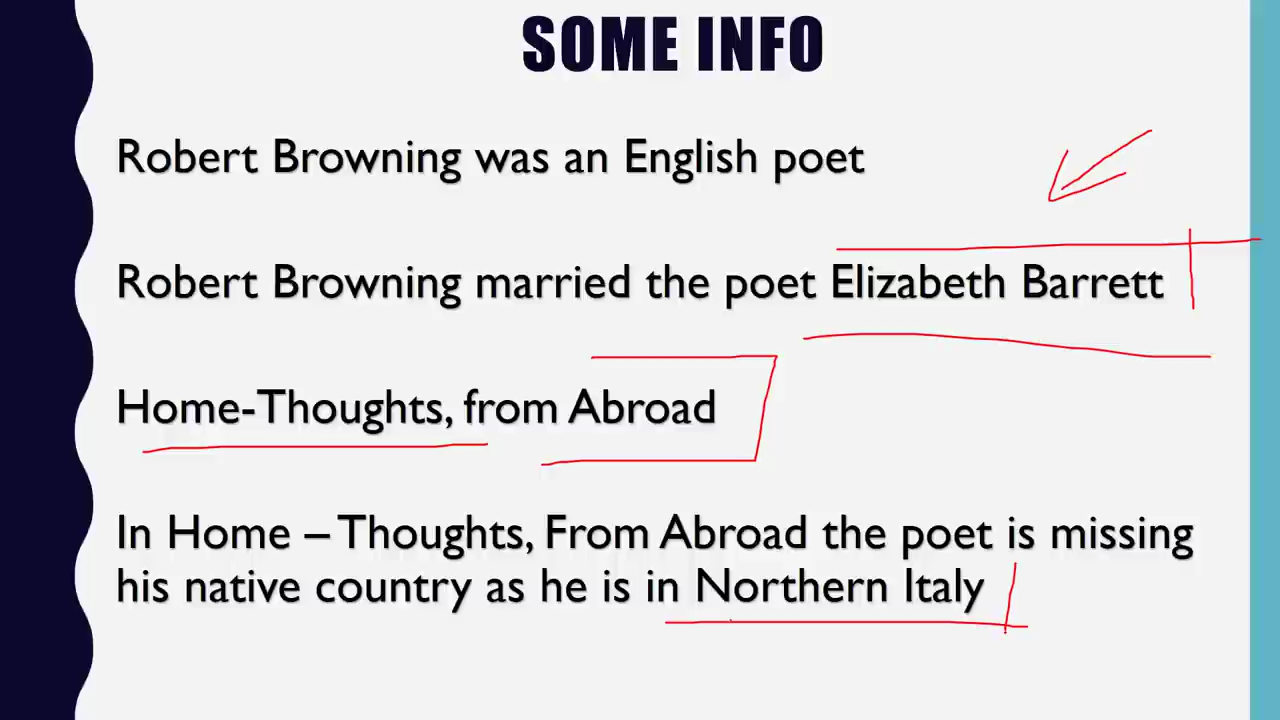 SOME INFO
Robert Browning was an English poet
Robert Browning married the poet Elizabeth Barrett
Home-Thoughts, from Abroad
In Home – Thoughts, From Abroad the poet is missing
his native country as he is in Northern Italy